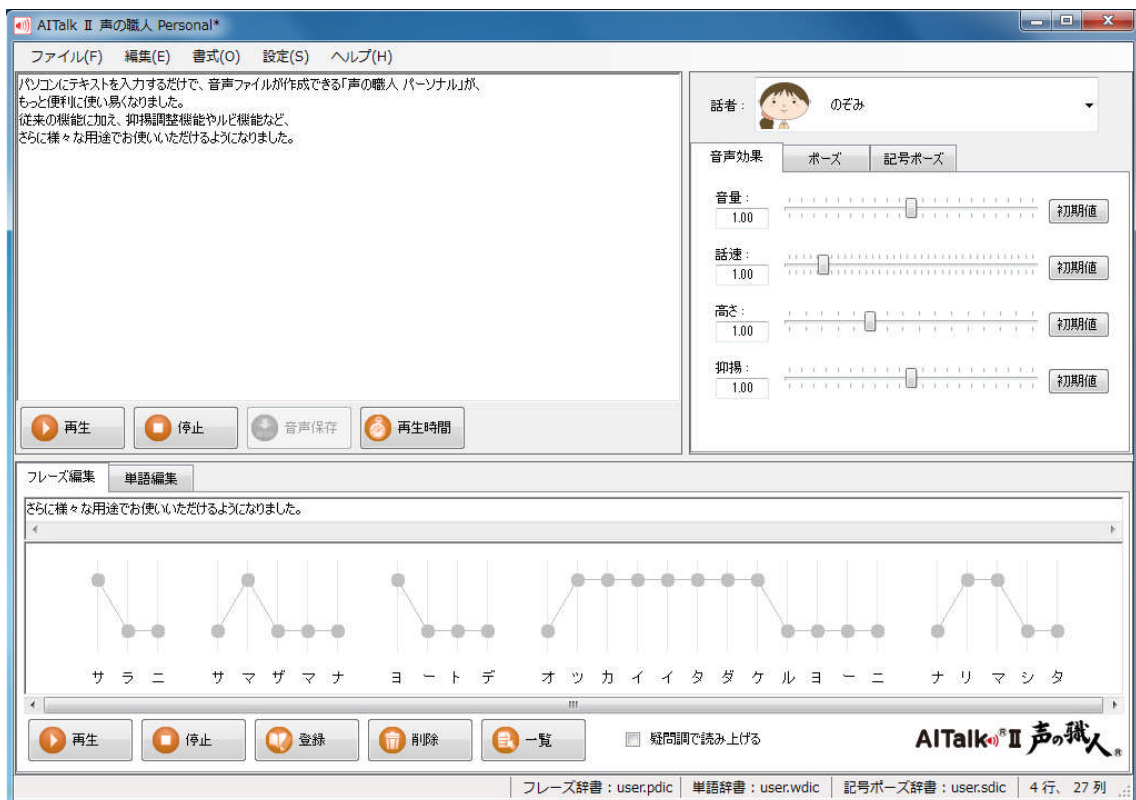 AITalk Ⅱ 声の職人 Personal*
ファイル(F) 編集(E) 書式(O) 設定(S) ヘルプ(H)
パソコンにテキストを入力するだけで、音声ファイルが作成できる「声の職人 パーソナル」が、
もっと便利に使い易くなりました。
従来の機能に加え、抑揚調整機能やルビ機能など、
さらに様々な用途でお使いいただけるようになりました。
再生 停止 音声保存 再生時間
話者： のぞみ
音声効果 ポーズ 記号ポーズ
音量：
1.00 初期値
話速：
1.00 初期値
高さ：
1.00 初期値
抑揚：
1.00 初期値
フレーズ編集 単語編集
さらに様々な用途でお使いいただけるようになりました。
サ ラ ニ サ マ ザ マ ナ ヨ ー ト デ オ ツ カ イ イ タ ダ ケ ル ヨ ー ニ ナ リ マ シ タ
再生 停止 登録 削除 一覧 疑問調で読み上げる AITalk®Ⅱ 声の職人®
フレーズ辞書：user.pdic 単語辞書：user.wdic 記号ポーズ辞書：user.sdic 4 行、 27 列